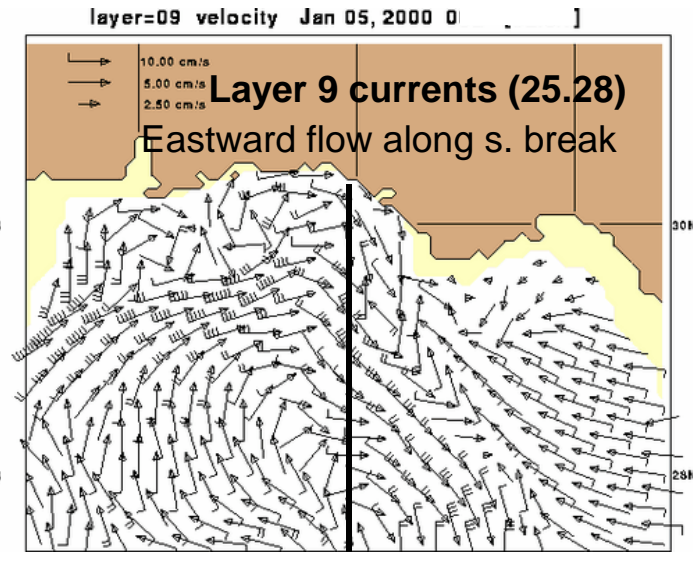 layer=09 velocity Jan 05, 2000 0 [ ]
10.00 cm/s
5.00 cm/s
2.50 cm/s
Layer 9 currents (25.28)
Eastward flow along s. break
30N
28N